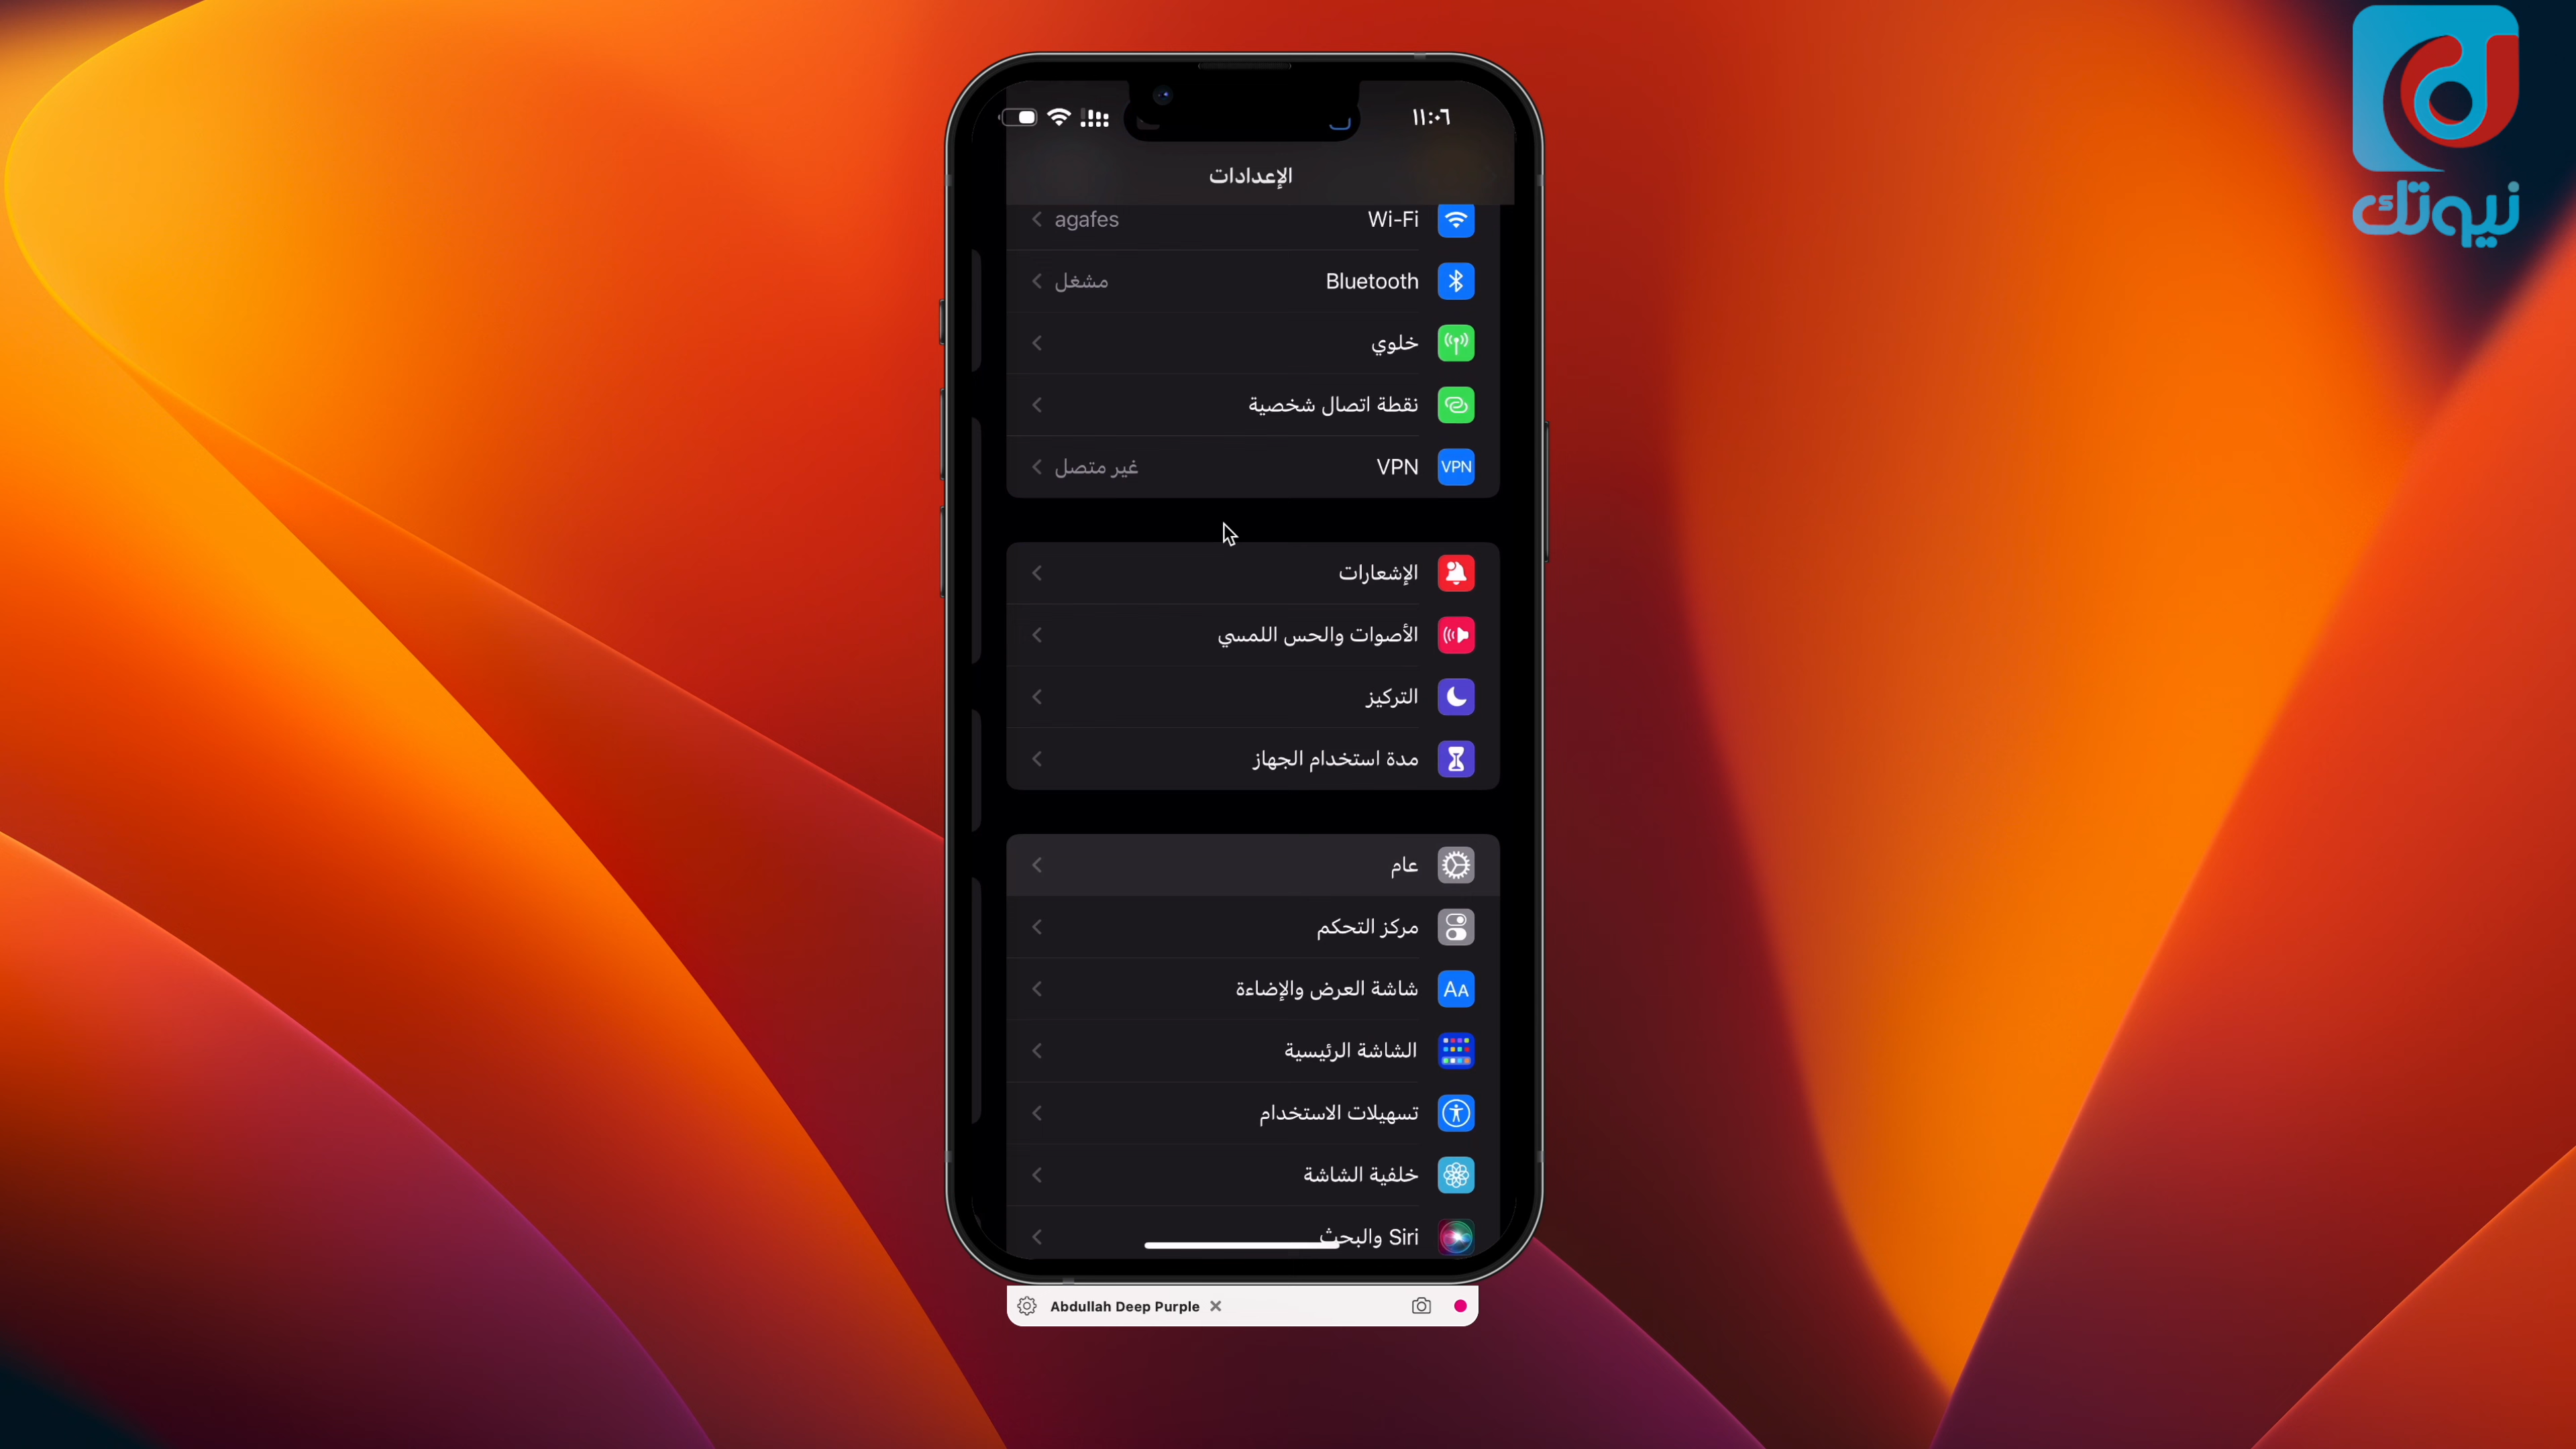 نيوتك
١١:٠٦
الإعدادات
Wi-Fi agafes
Bluetooth مشغل
خلوي
نقطة اتصال شخصية
VPN VPN غير متصل
الإشعارات
الأصوات والحس اللمسي
التركيز
مدة استخدام الجهاز
عام
مركز التحكم
AA شاشة العرض والإضاءة
الشاشة الرئيسية
تسهيلات الاستخدام
خلفية الشاشة
Siri والبحث
Abdullah Deep Purple